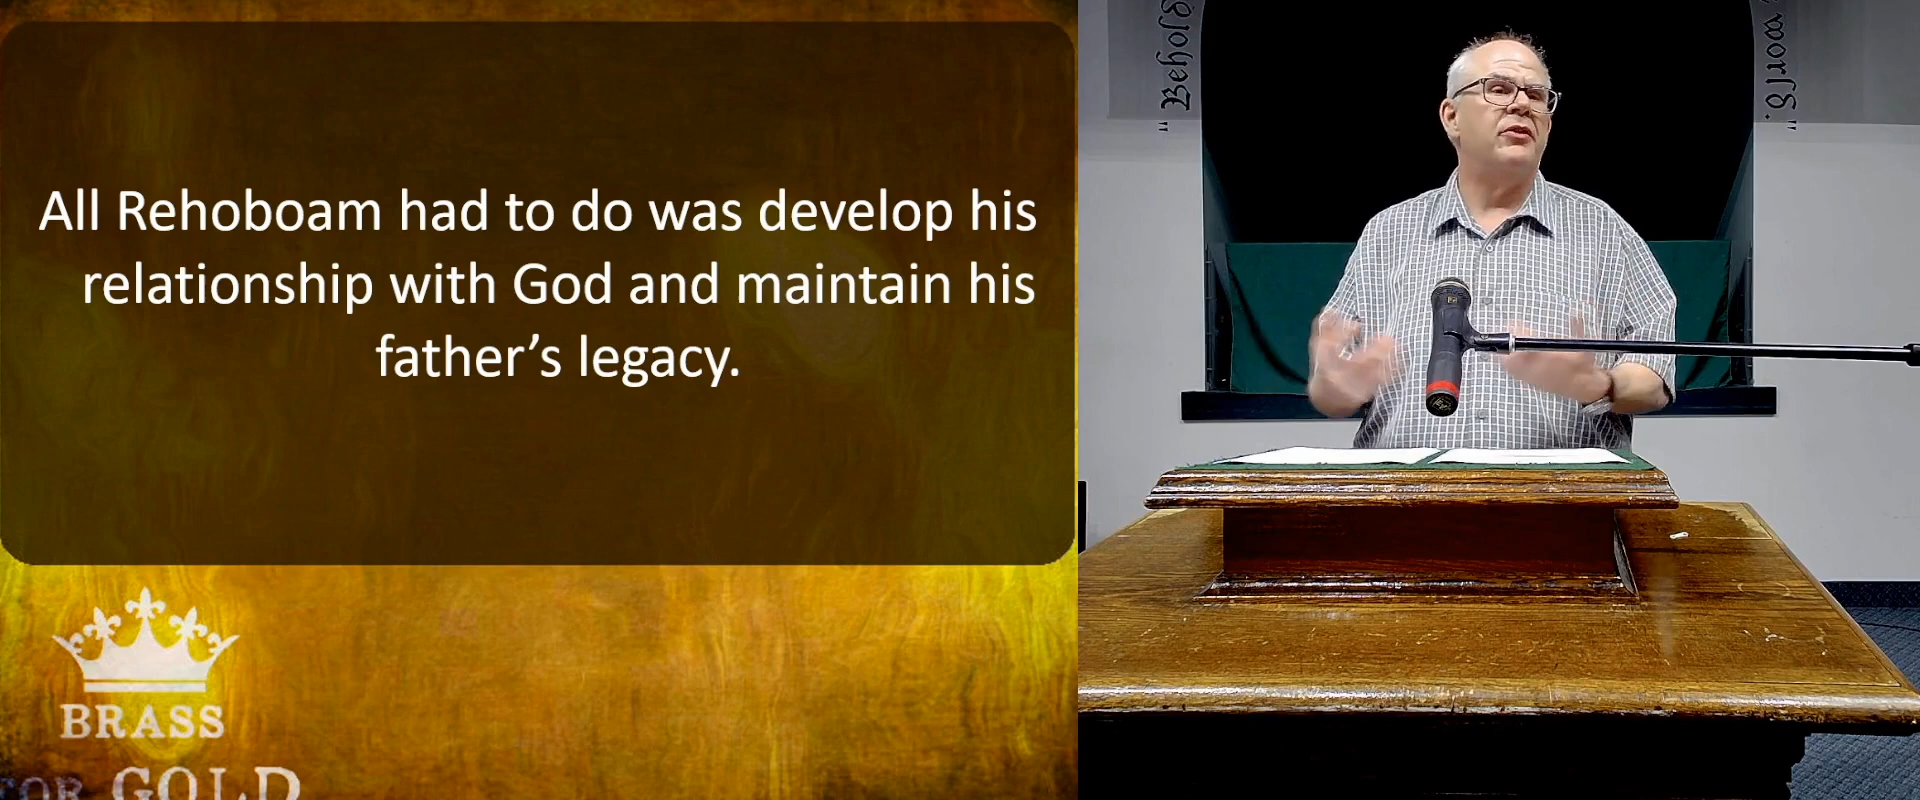 All Rehoboam had to do was develop his
relationship with God and maintain his
father's legacy.
BRASS
FOR GOLD
"Behold
world."